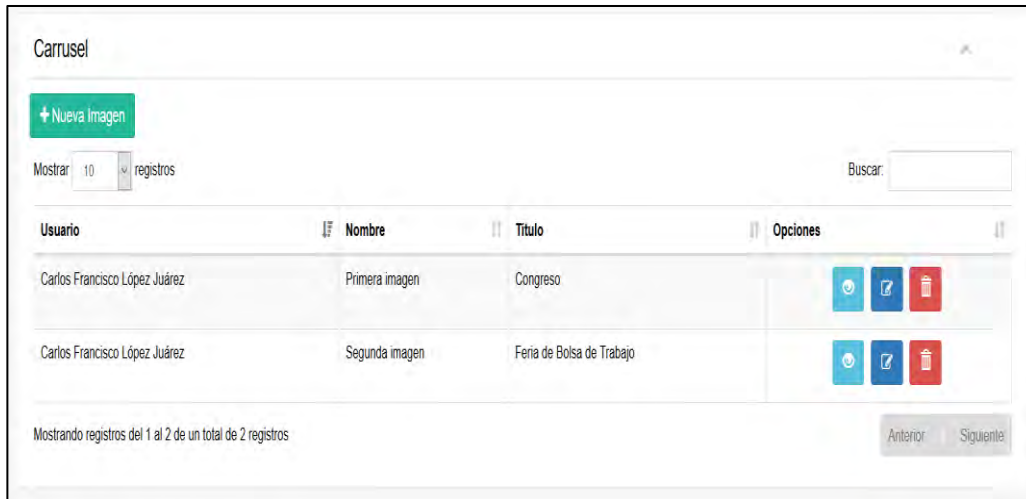 Carrusel
+ Nueva Imagen
Mostrar 10 registros Buscar:
Usuario Nombre Titulo Opciones
Carlos Francisco López Juárez Primera imagen Congreso
Carlos Francisco López Juárez Segunda imagen Feria de Bolsa de Trabajo
Mostrando registros del 1 al 2 de un total de 2 registros Anterior Siguiente